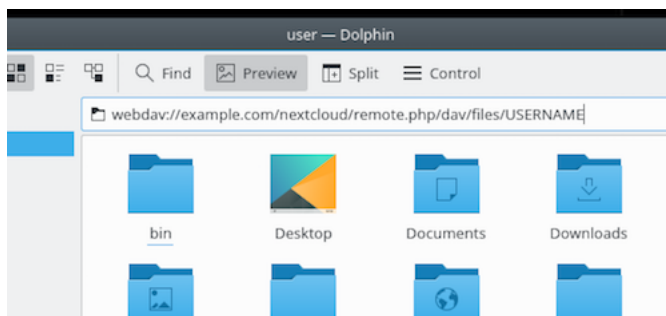 user — Dolphin
Find Preview Split Control
webdav://example.com/nextcloud/remote.php/dav/files/USERNAME
bin Desktop Documents Downloads